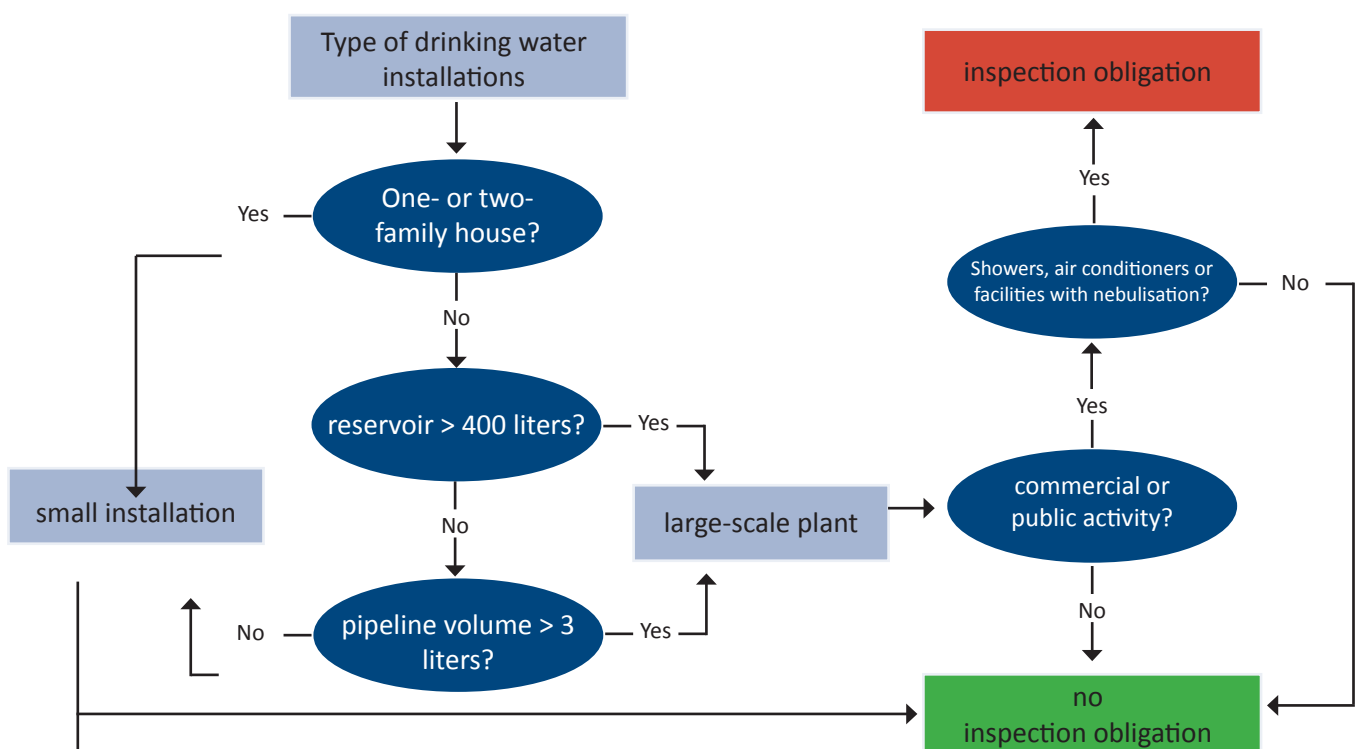 Type of drinking water
installations
inspection obligation
Yes
One- or two-
family house?
Yes
Showers, air conditioners or
facilities with nebulisation?
No
No
reservoir > 400 liters?
Yes
Yes
small installation
No
large-scale plant
commercial or
public activity?
No
pipeline volume > 3
liters?
Yes
No
no
inspection obligation